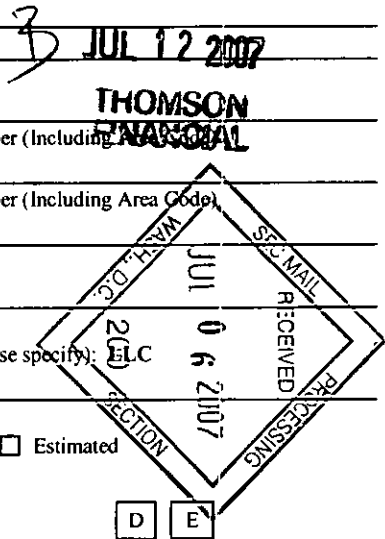 B JUL 12 2007
THOMSON
FINANCIAL
er (Including Area Code)
er (Including Area Code)
SEC MAIL
RECEIVED
PROCESSING
JUL 06 2007
WASH., D.C.
200
SECTION
se specify): LLC
Estimated
D E